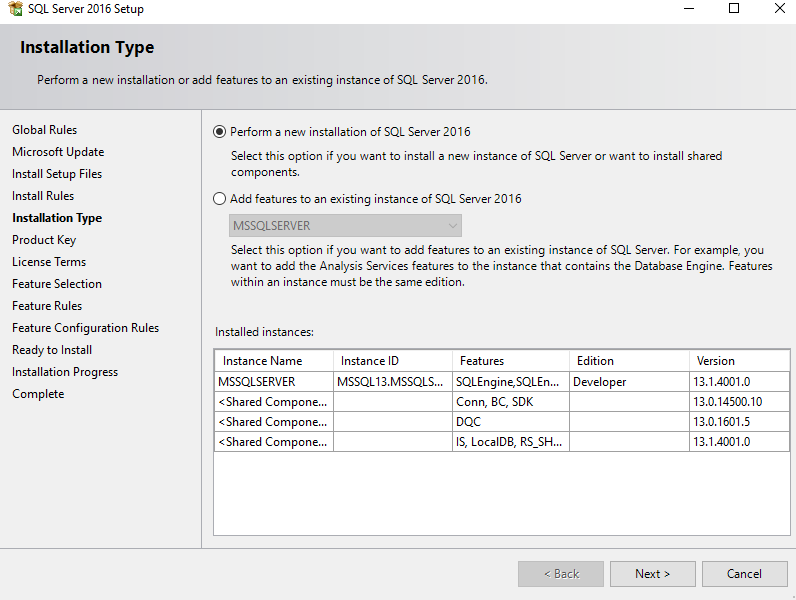 SQL Server 2016 Setup
Installation Type
Perform a new installation or add features to an existing instance of SQL Server 2016.
Global Rules
Microsoft Update
Install Setup Files
Install Rules
Installation Type
Product Key
License Terms
Feature Selection
Feature Rules
Feature Configuration Rules
Ready to Install
Installation Progress
Complete
Perform a new installation of SQL Server 2016
Select this option if you want to install a new instance of SQL Server or want to install shared
components.
Add features to an existing instance of SQL Server 2016
MSSQLSERVER
Select this option if you want to add features to an existing instance of SQL Server. For example, you
want to add the Analysis Services features to the instance that contains the Database Engine. Features
within an instance must be the same edition.
Installed instances:
Instance Name Instance ID Features Edition Version
MSSQLSERVER MSSQL13.MSSQLS... SQLEngine,SQLEn... Developer 13.1.4001.0
<Shared Compone... Conn, BC, SDK 13.0.14500.10
<Shared Compone... DQC 13.0.1601.5
<Shared Compone... IS, LocalDB, RS_SH... 13.1.4001.0
< Back Next > Cancel